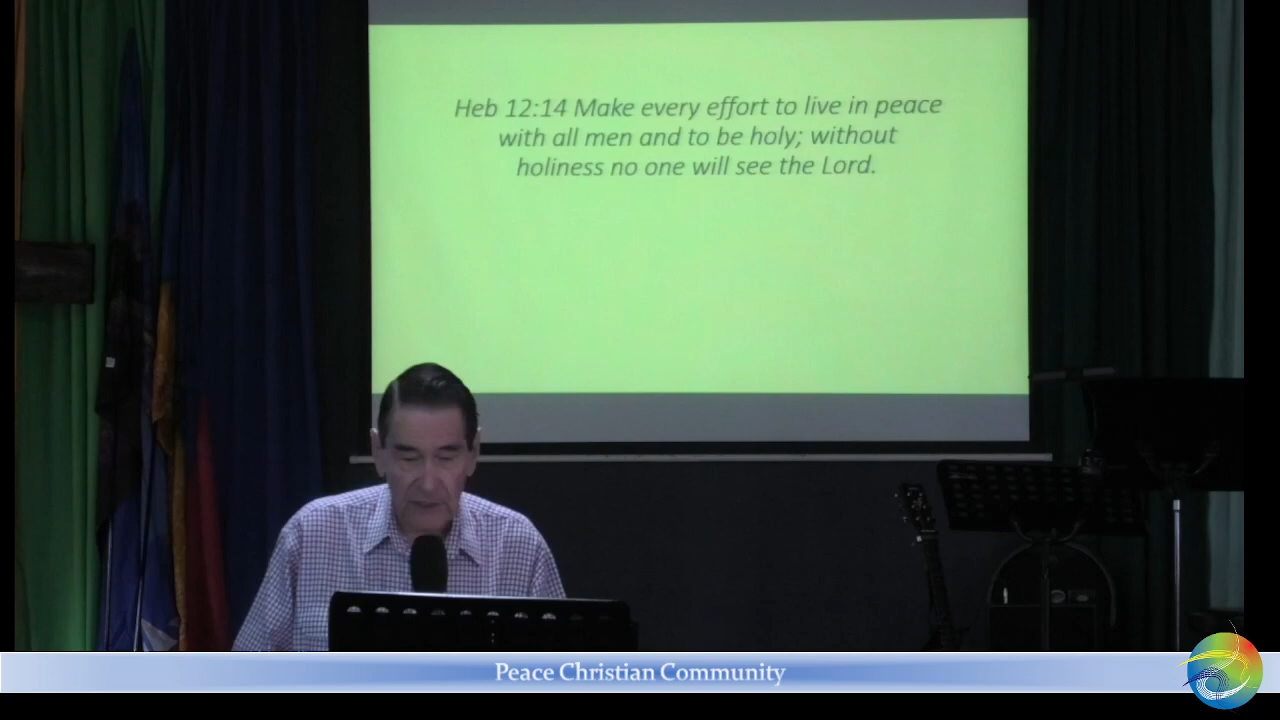 Heb 12:14 Make every effort to live in peace
with all men and to be holy; without
holiness no one will see the Lord.
Peace Christian Community